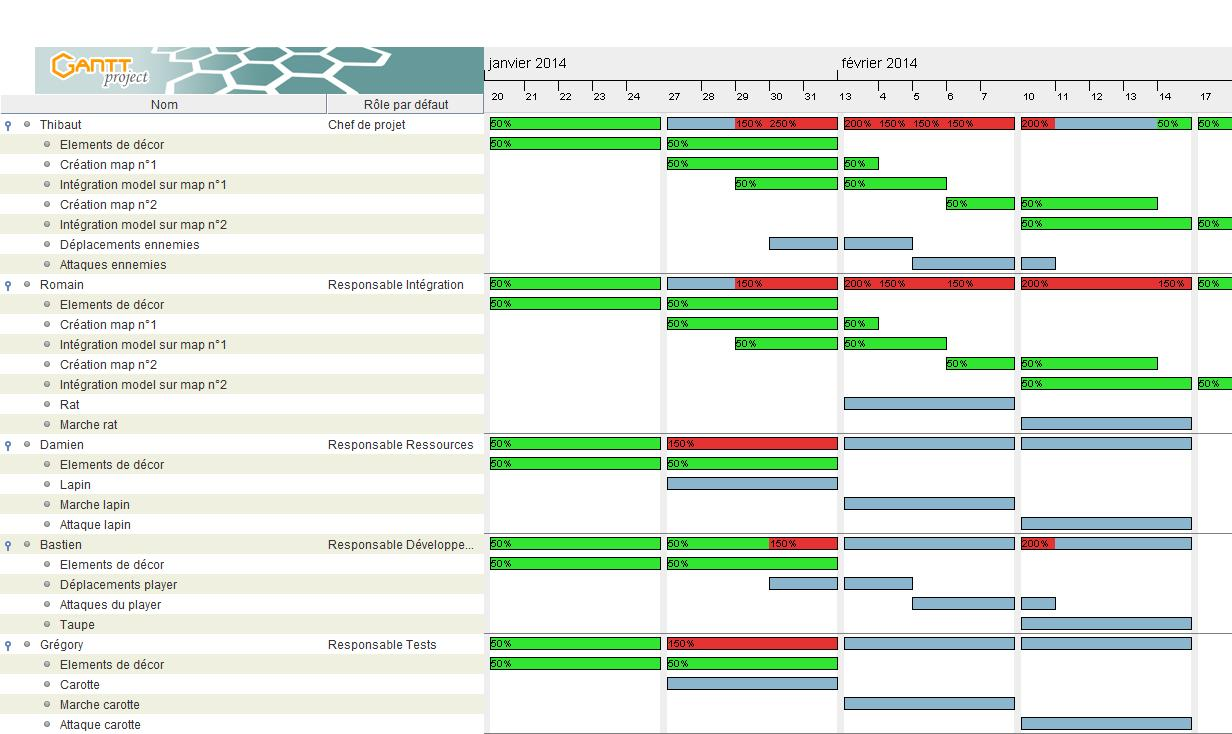 GANTT
project
janvier 2014 février 2014
20 21 22 23 24 27 28 29 30 31 13 4 5 6 7 10 11 12 13 14 17
Nom Rôle par défaut
Thibaut Chef de projet 50% 150% 250% 200% 150% 150% 150% 200% 50% 50%
Elements de décor 50% 50%
Création map n°1 50% 50%
Intégration model sur map n°1 50% 50%
Création map n°2 50% 50%
Intégration model sur map n°2 50% 50%
Déplacements ennemies
Attaques ennemies
Romain Responsable Intégration 50% 150% 200% 150% 150% 200% 150% 50%
Elements de décor 50% 50%
Création map n°1 50% 50%
Intégration model sur map n°1 50% 50%
Création map n°2 50% 50%
Intégration model sur map n°2 50% 50%
Rat
Marche rat
Damien Responsable Ressources 50% 150%
Elements de décor 50% 50%
Lapin
Marche lapin
Attaque lapin
Bastien Responsable Développe... 50% 50% 150% 200%
Elements de décor 50% 50%
Déplacements player
Attaques du player
Taupe
Grégory Responsable Tests 50% 150%
Elements de décor 50% 50%
Carotte
Marche carotte
Attaque carotte